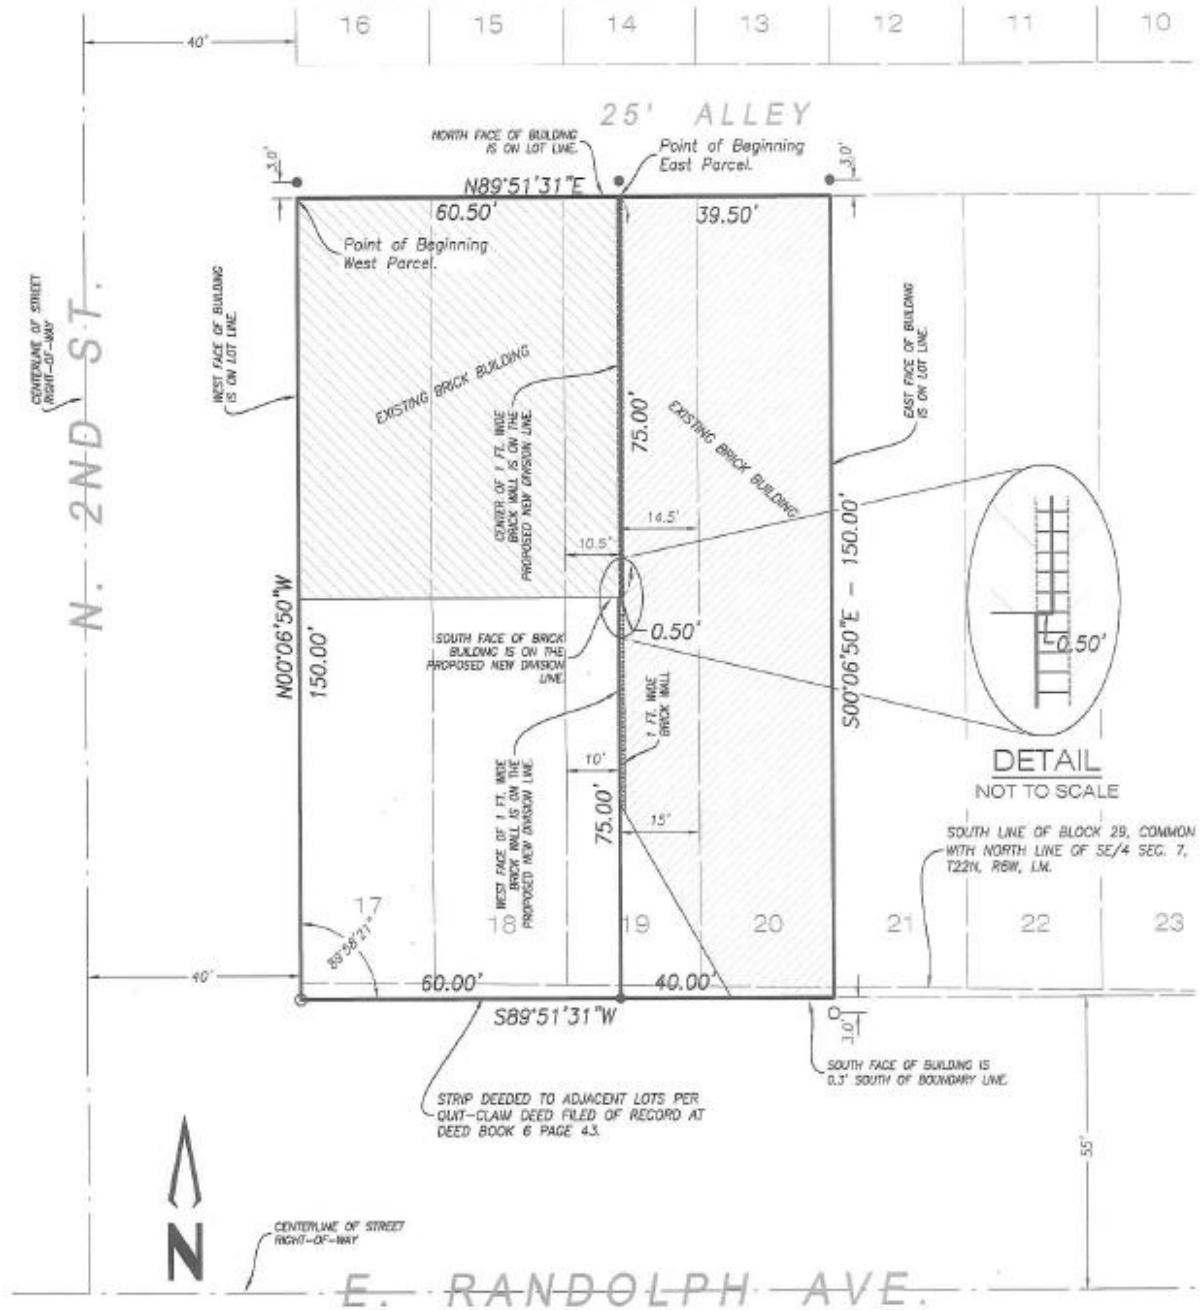 16 15 14 13 12 11 10
40'
25' ALLEY
NORTH FACE OF BUILDING
IS ON LOT LINE.
Point of Beginning
East Parcel.
3.0'
3.0'
N89°51'31"E
60.50'
39.50'
Point of Beginning
West Parcel.
CENTERLINE OF STREET
RIGHT-OF-WAY
N. 2ND ST.
WEST FACE OF BUILDING
IS ON LOT LINE.
EXISTING BRICK BUILDING
CENTER OF 1 FT. WIDE
BRICK WALL IS ON THE
PROPOSED NEW DIVISION LINE.
75.00'
EXISTING BRICK BUILDING
EAST FACE OF BUILDING
IS ON LOT LINE.
14.5'
10.5'
S00°06'50"E - 150.00'
N00°06'50"W
150.00'
SOUTH FACE OF BRICK
BUILDING IS ON THE
PROPOSED NEW DIVISION
LINE.
0.50'
0.50'
1 FT. WIDE
BRICK WALL
DETAIL
NOT TO SCALE
WEST FACE OF 1 FT. WIDE
BRICK WALL IS ON THE
PROPOSED NEW DIVISION LINE.
10'
75.00'
15'
SOUTH LINE OF BLOCK 29, COMMON
WITH NORTH LINE OF SE/4 SEC. 7,
T22N, R6W, I.M.
17 18 19 20 21 22 23
89°58'21"
40'
60.00'
40.00'
S89°51'31"W
3.0'
SOUTH FACE OF BUILDING IS
0.3' SOUTH OF BOUNDARY LINE.
STRIP DEEDED TO ADJACENT LOTS PER
QUIT-CLAIM DEED FILED OF RECORD AT
DEED BOOK 6 PAGE 43.
55'
N
CENTERLINE OF STREET
RIGHT-OF-WAY
E. RANDOLPH AVE.